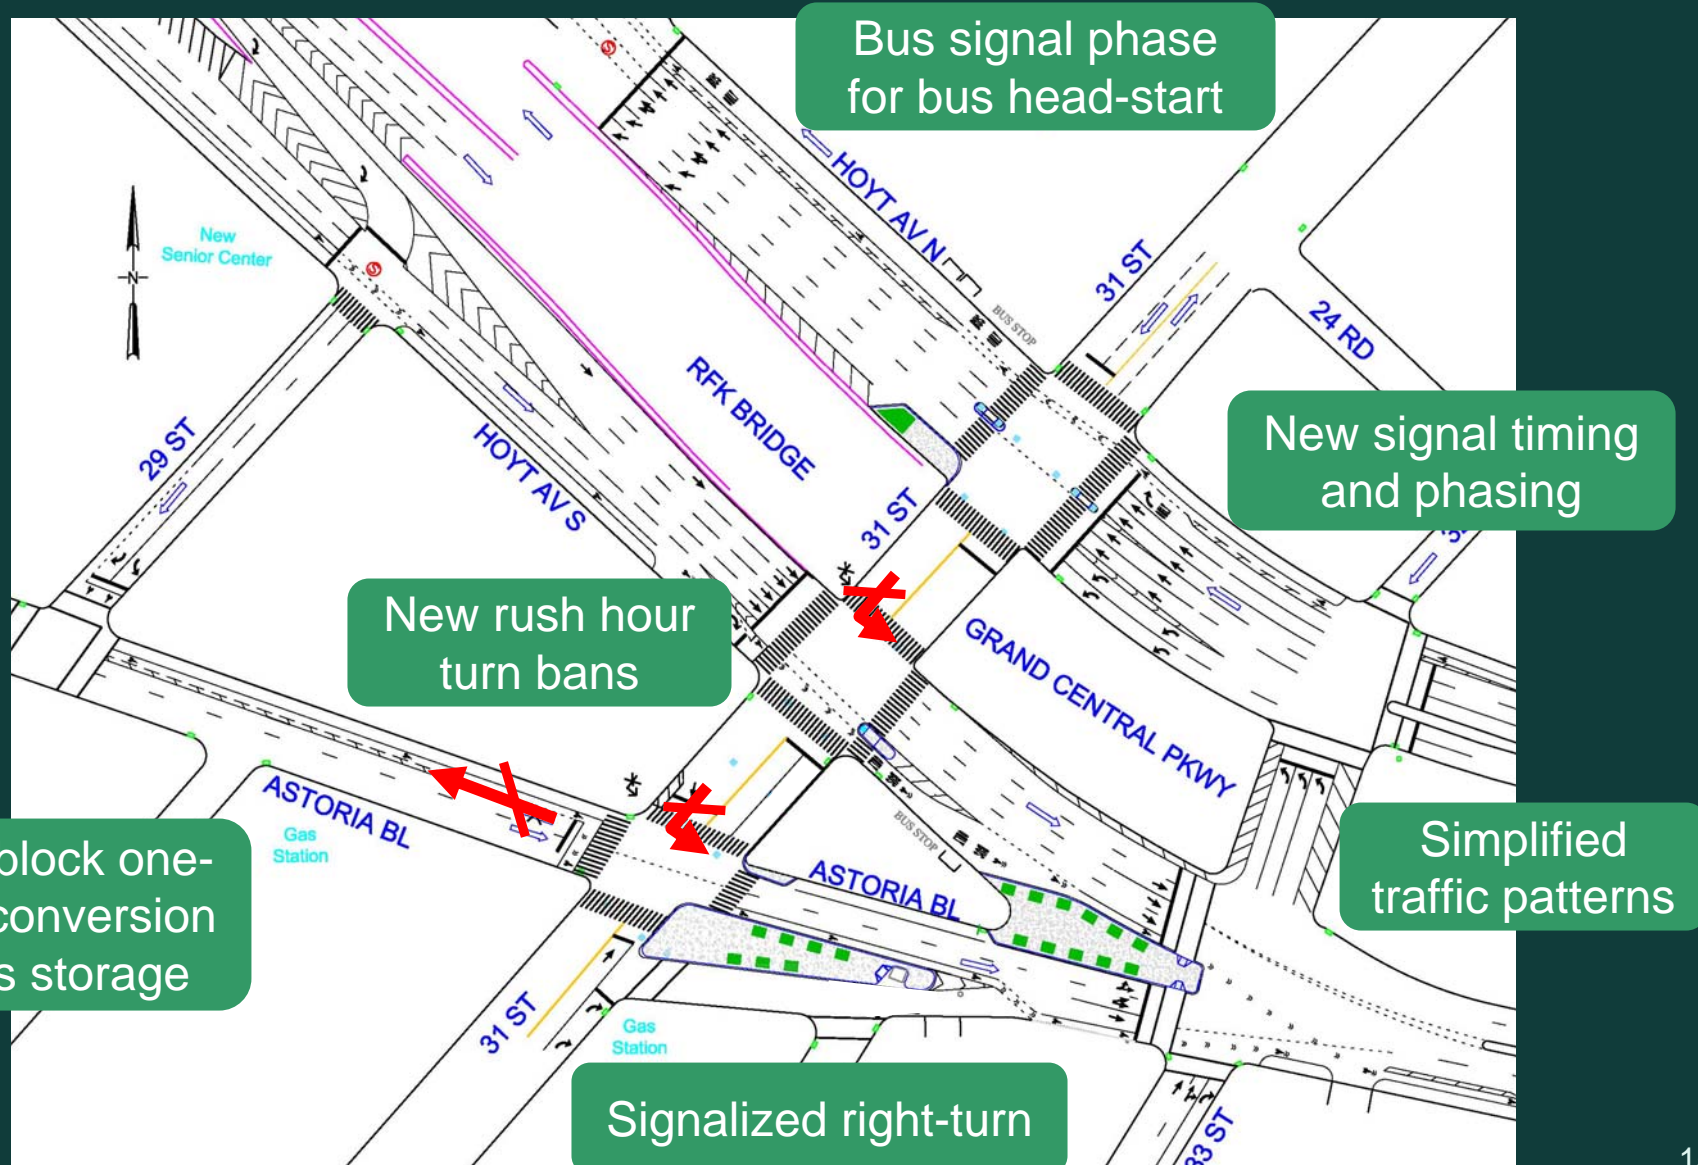 Bus signal phase
for bus head-start
HOYT AV N
31 ST
24 RD
New
Senior Center
N
BUS STOP
RFK BRIDGE
New signal timing
and phasing
29 ST
HOYT AV S
31 ST
New rush hour
turn bans
GRAND CENTRAL PKWY
ASTORIA BL
Gas
Station
BUS STOP
ASTORIA BL
Simplified
traffic patterns
block one-
conversion
storage
31 ST
Gas
Station
Signalized right-turn
33 ST
1